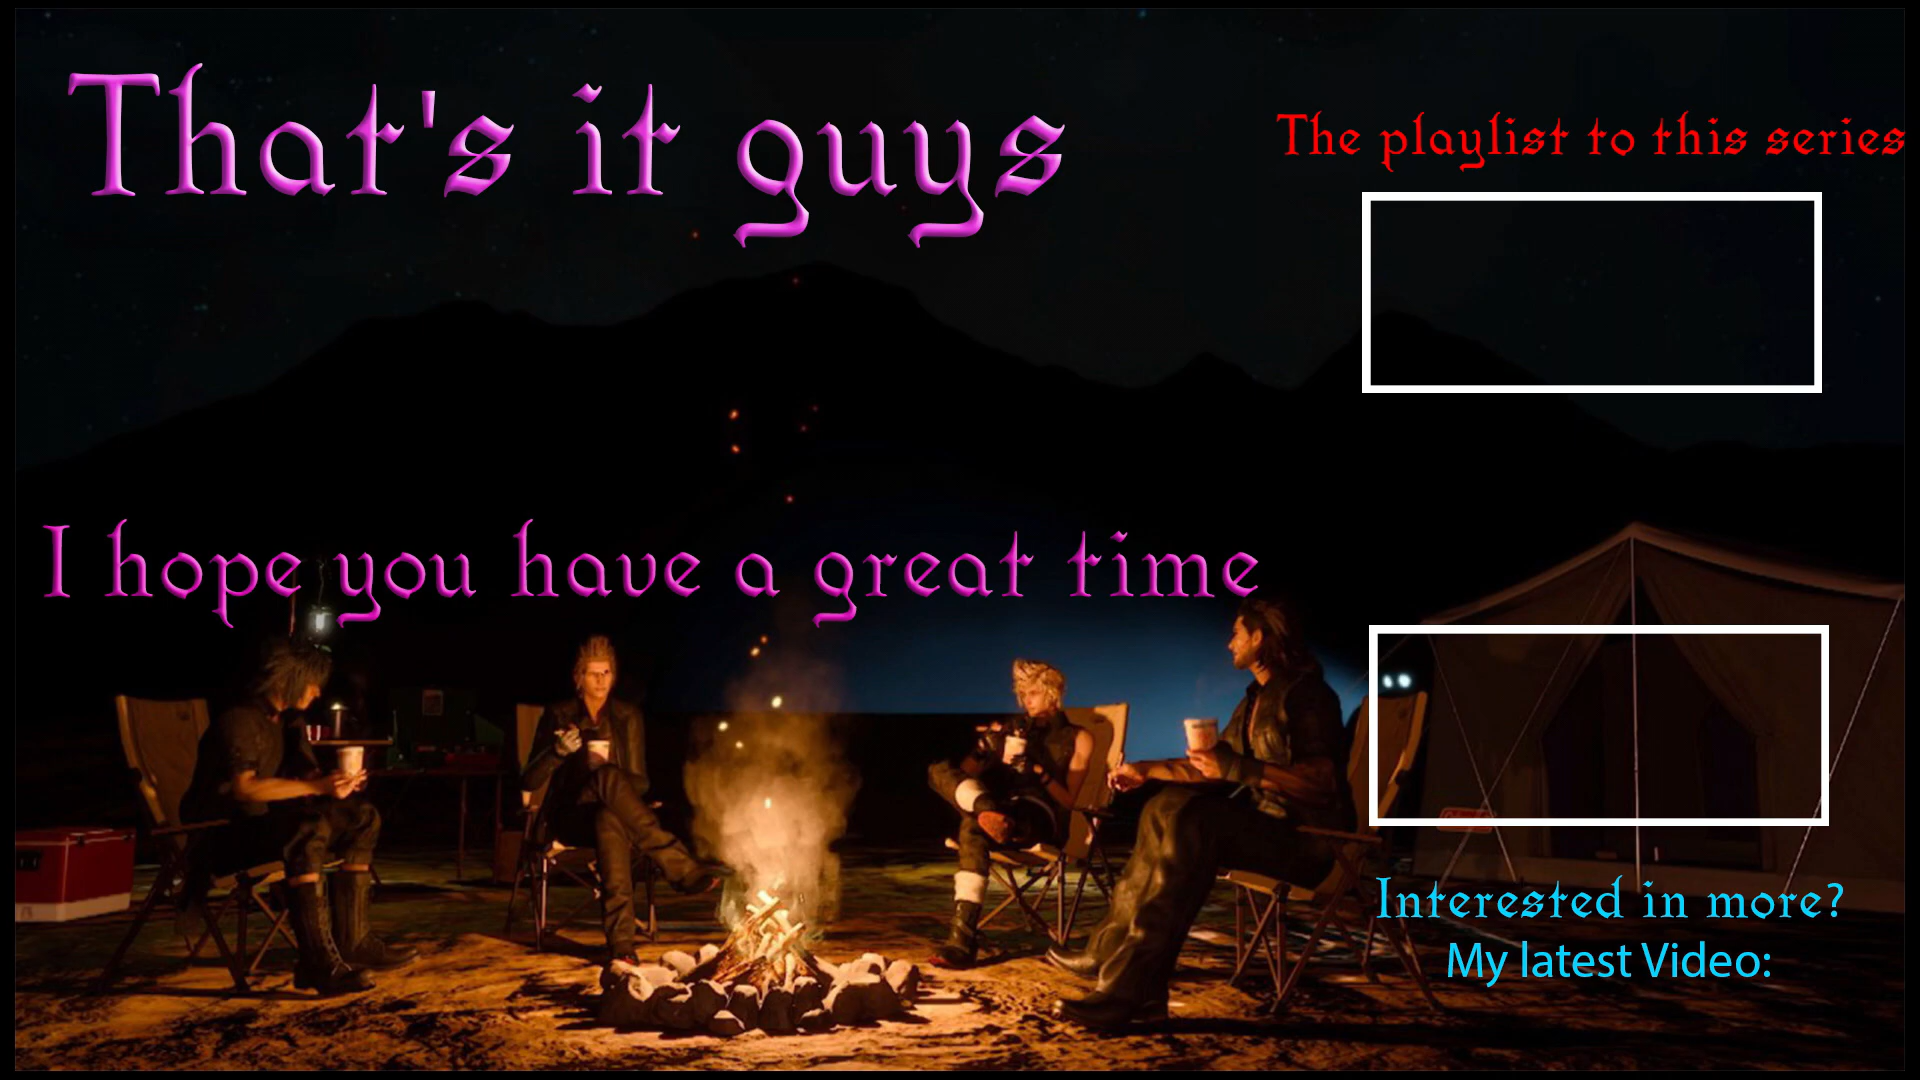 That's it guys
The playlist to this series
I hope you have a great time
Interested in more?
My latest Video: